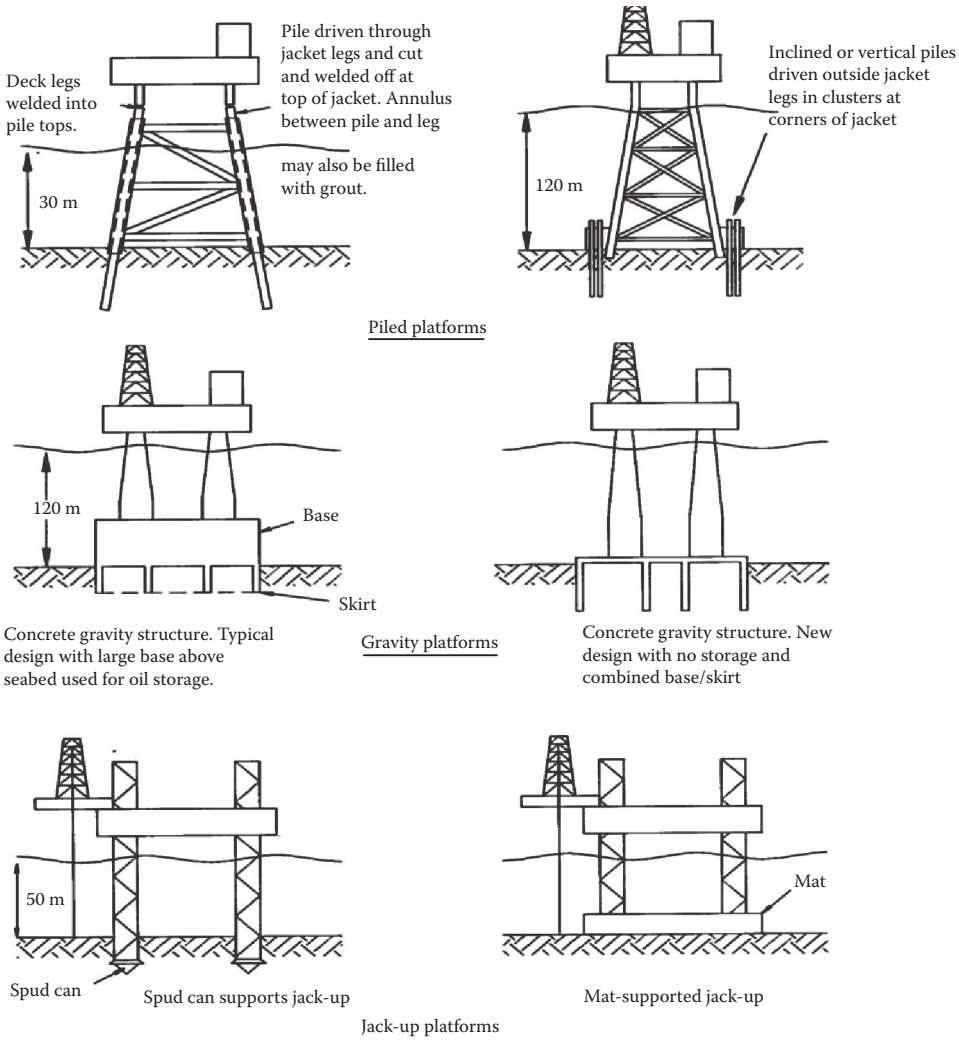 Deck legs
welded into
pile tops.
Pile driven through
jacket legs and cut
and welded off at
top of jacket. Annulus
between pile and leg
may also be filled
with grout.
30 m
Inclined or vertical piles
driven outside jacket
legs in clusters at
corners of jacket
120 m
Piled platforms
120 m
Base
Skirt
Concrete gravity structure. Typical
design with large base above
seabed used for oil storage.
Gravity platforms
Concrete gravity structure. New
design with no storage and
combined base/skirt
50 m
Spud can
Spud can supports jack-up
Mat
Mat-supported jack-up
Jack-up platforms